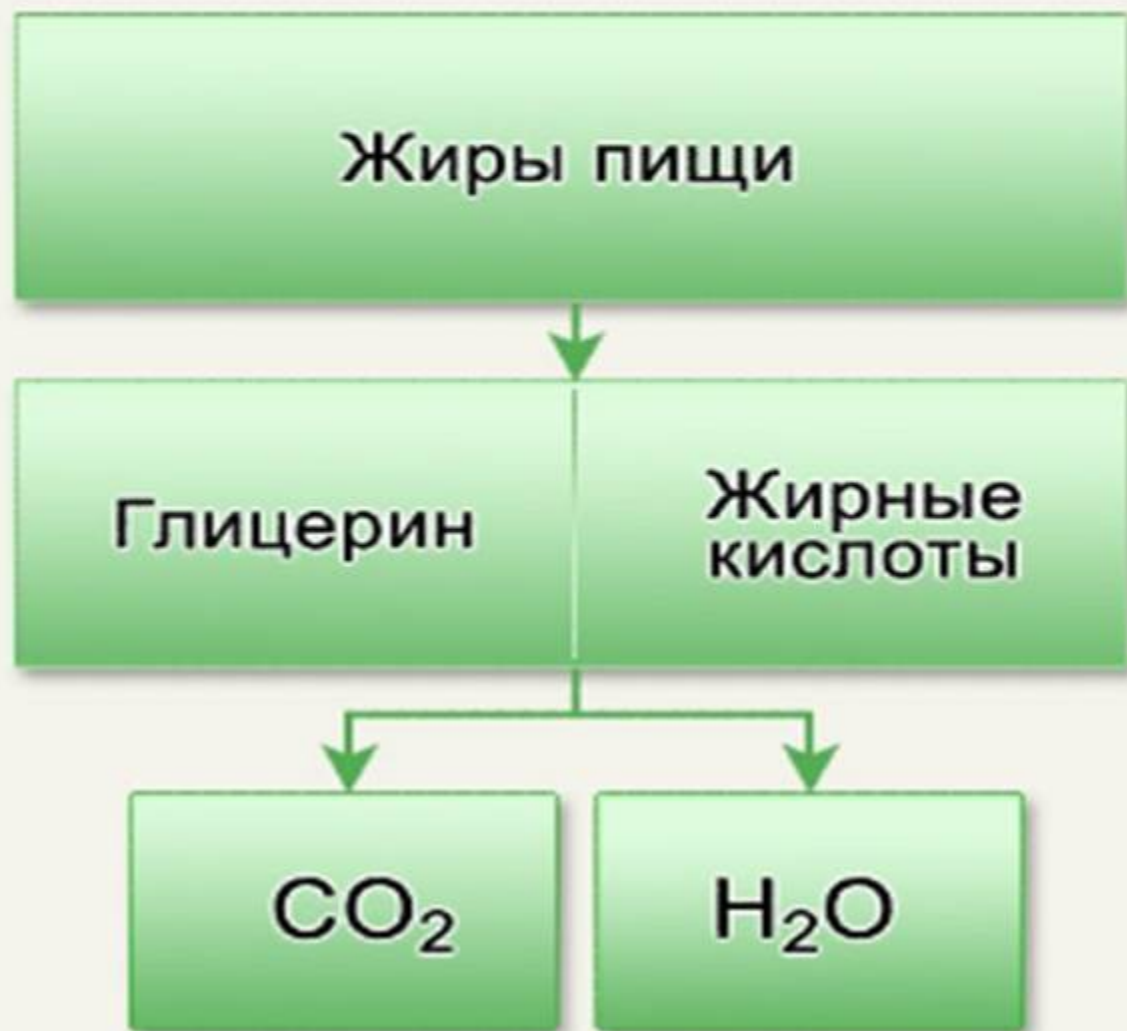 Жиры пищи
Глицерин
Жирные
кислоты
CO₂
H₂O